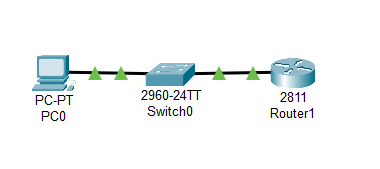 PC-PT
PC0
2960-24TT
Switch0
2811
Router1